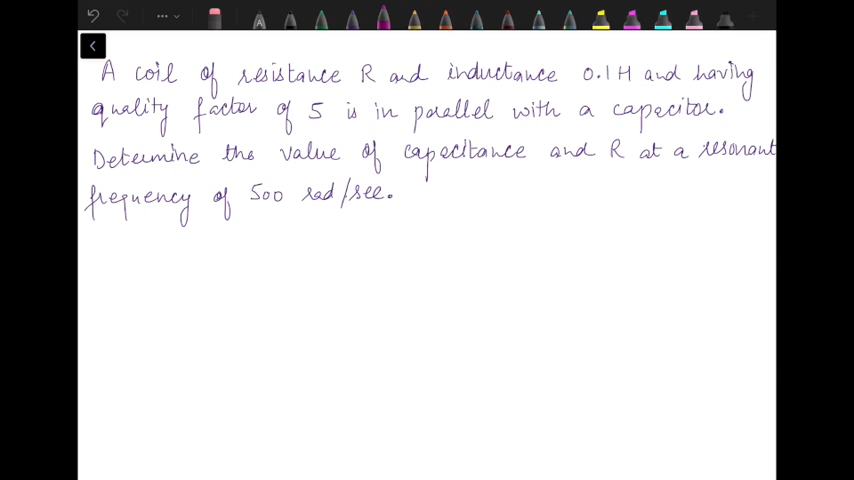 A coil of resistance R and inductance 0.1H and having
quality factor of 5 is in parallel with a capacitor.
Determine the value of capacitance and R at a resonant
frequency of 500 rad/sec.